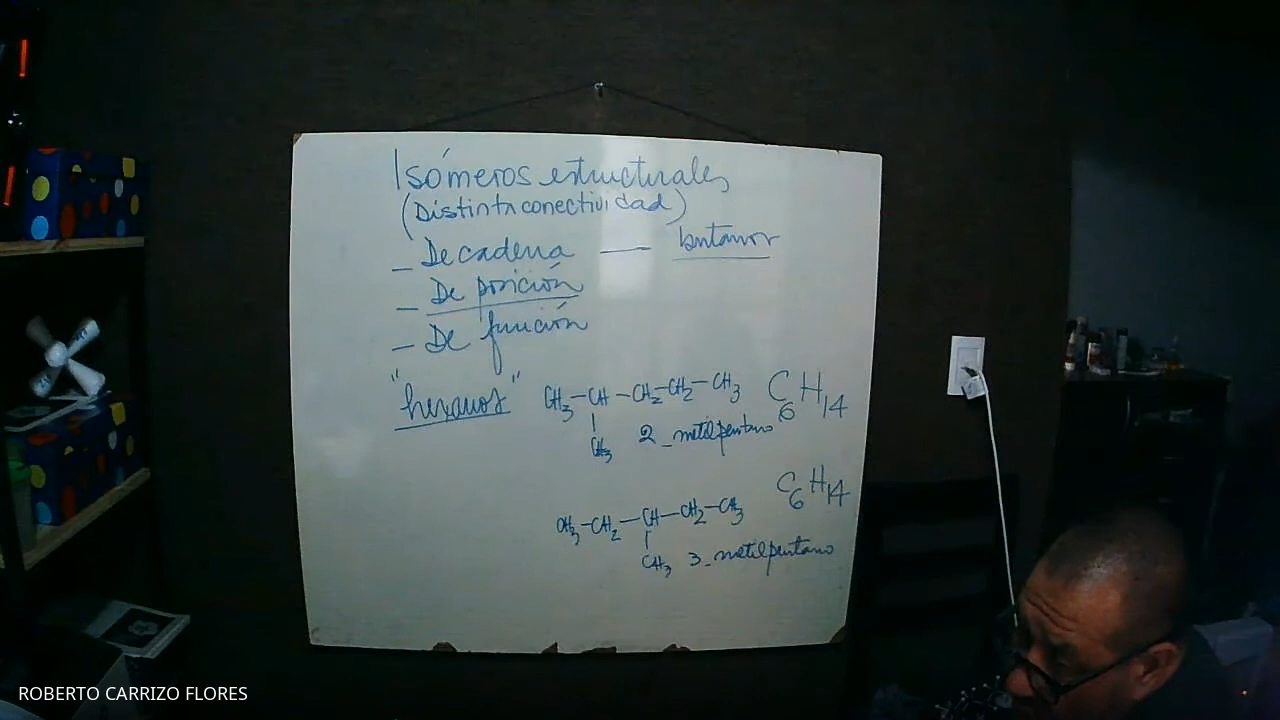 Isómeros estructurales
(Distinta conectividad)
- De cadena — butanos
- De posición
- De función
"hexanos" CH3-CH-CH2-CH2-CH3 C6H14
CH3 2-metilpentano
CH3-CH2-CH-CH2-CH3 C6H14
CH3 3-metilpentano
ROBERTO CARRIZO FLORES